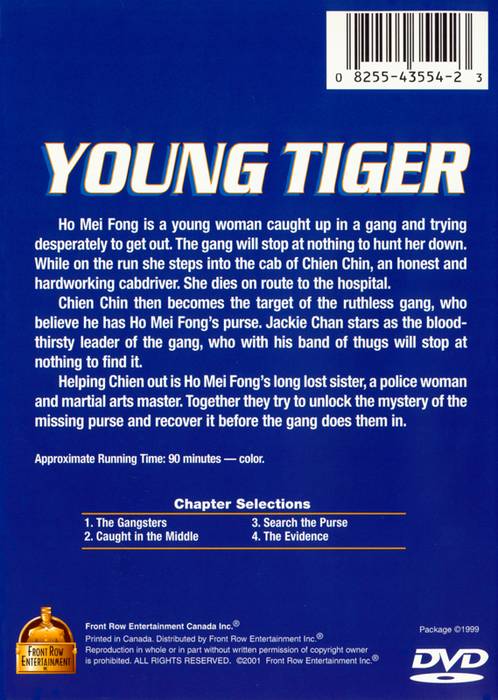 0 8255-43554-2 3
YOUNG TIGER
Ho Mei Fong is a young woman caught up in a gang and trying
desperately to get out. The gang will stop at nothing to hunt her down.
While on the run she steps into the cab of Chien Chin, an honest and
hardworking cabdriver. She dies on route to the hospital.
Chien Chin then becomes the target of the ruthless gang, who
believe he has Ho Mei Fong's purse. Jackie Chan stars as the blood-
thirsty leader of the gang, who with his band of thugs will stop at
nothing to find it.
Helping Chien out is Ho Mei Fong's long lost sister, a police woman
and martial arts master. Together they try to unlock the mystery of the
missing purse and recover it before the gang does them in.
Approximate Running Time: 90 minutes — color.
Chapter Selections
1. The Gangsters
2. Caught in the Middle
3. Search the Purse
4. The Evidence
FRONT ROW
ENTERTAINMENT
Front Row Entertainment Canada Inc.®
Printed in Canada. Distributed by Front Row Entertainment Inc.®
Reproduction in whole or in part without written permission of copyright owner
is prohibited. ALL RIGHTS RESERVED. ©2001 Front Row Entertainment Inc.®
Package ©1999
DVD